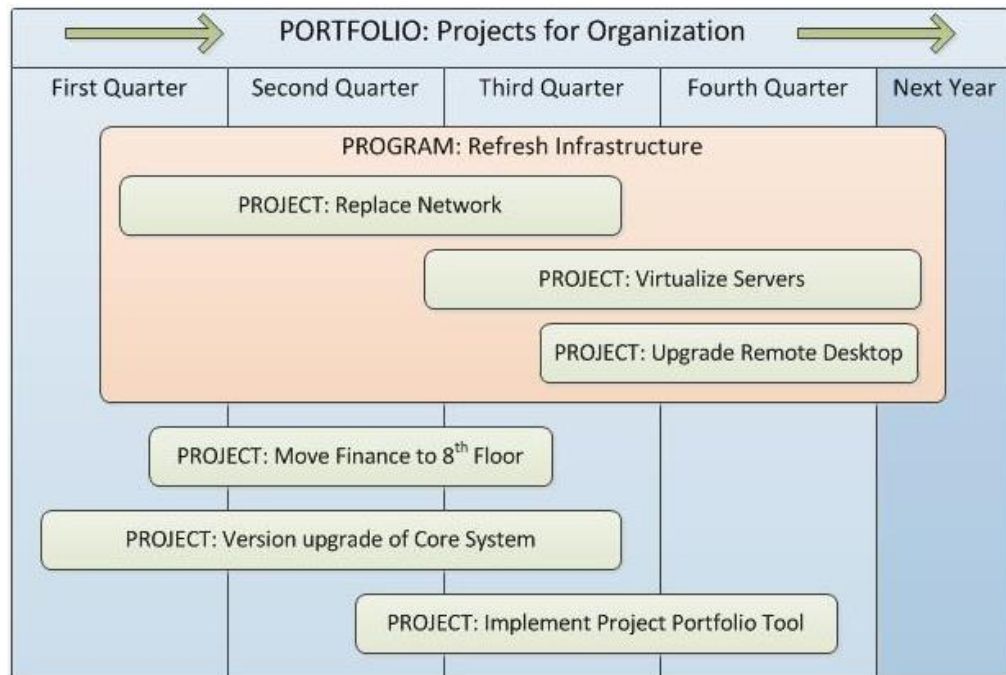 PORTFOLIO: Projects for Organization
First Quarter Second Quarter Third Quarter Fourth Quarter Next Year
PROGRAM: Refresh Infrastructure
PROJECT: Replace Network
PROJECT: Virtualize Servers
PROJECT: Upgrade Remote Desktop
PROJECT: Move Finance to 8th Floor
PROJECT: Version upgrade of Core System
PROJECT: Implement Project Portfolio Tool